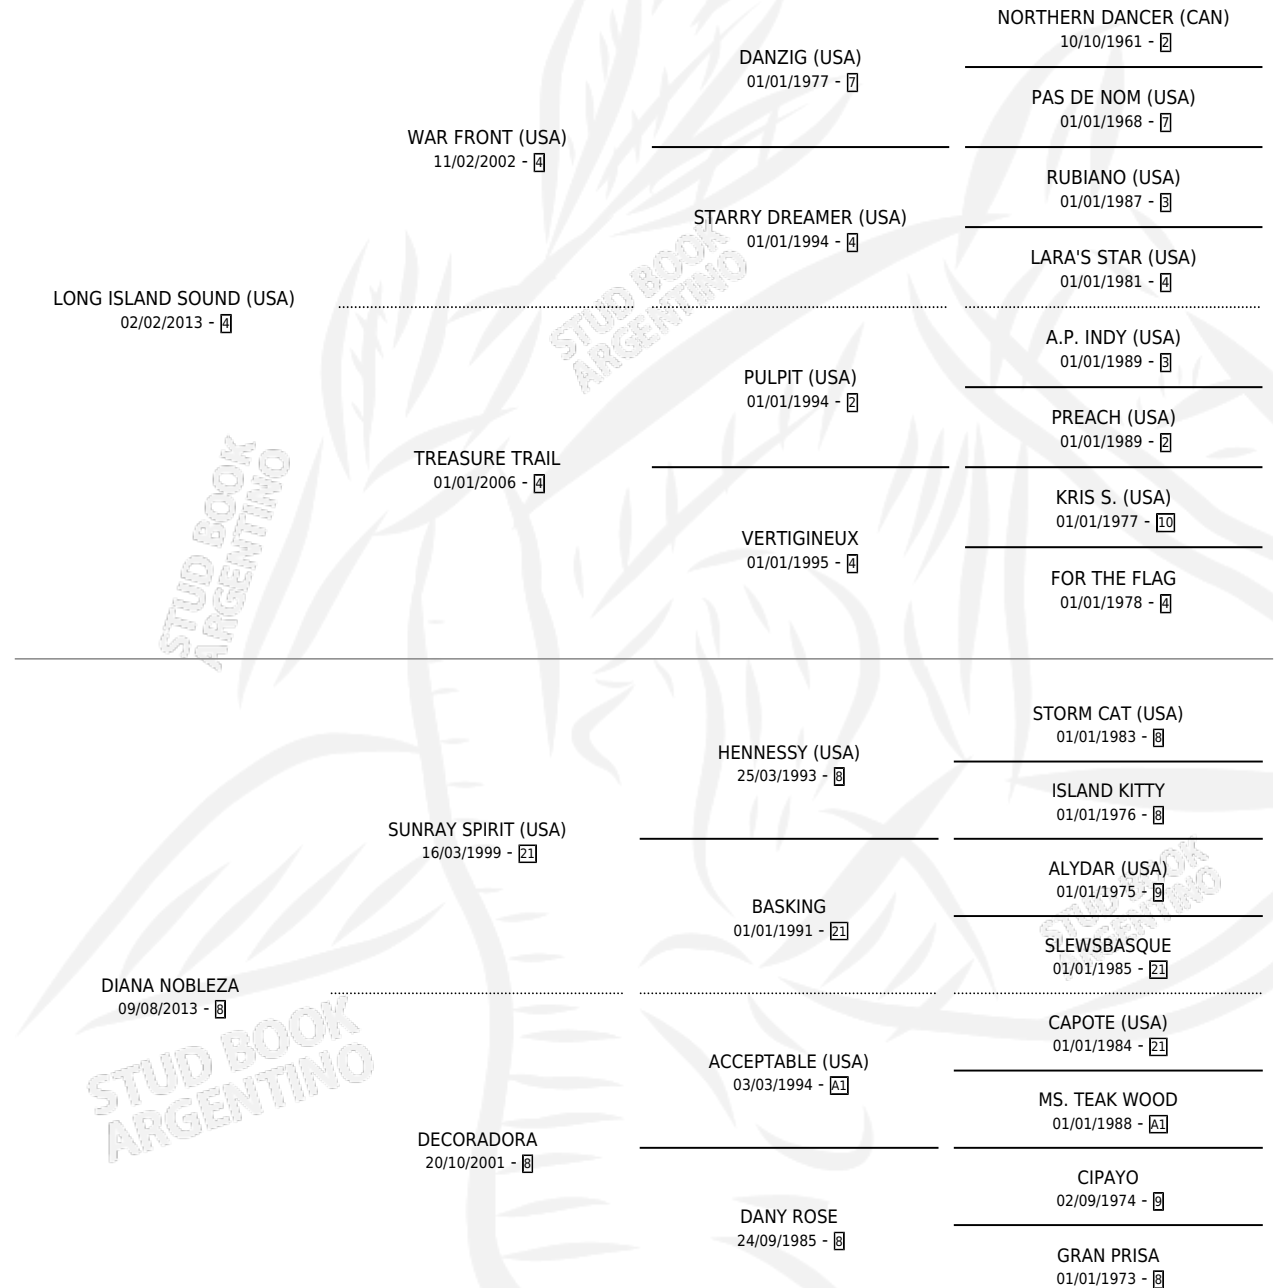 NORTHERN DANCER (CAN)
10/10/1961 - 2
DANZIG (USA)
01/01/1977 - 7
PAS DE NOM (USA)
01/01/1968 - 7
WAR FRONT (USA)
11/02/2002 - 4
RUBIANO (USA)
01/01/1987 - 3
STARRY DREAMER (USA)
01/01/1994 - 4
LARA'S STAR (USA)
01/01/1981 - 4
LONG ISLAND SOUND (USA)
02/02/2013 - 4
A.P. INDY (USA)
01/01/1989 - 3
PULPIT (USA)
01/01/1994 - 2
PREACH (USA)
01/01/1989 - 2
TREASURE TRAIL
01/01/2006 - 4
KRIS S. (USA)
01/01/1977 - 10
VERTIGINEUX
01/01/1995 - 4
FOR THE FLAG
01/01/1978 - 4
STORM CAT (USA)
01/01/1983 - 8
HENNESSY (USA)
25/03/1993 - 8
ISLAND KITTY
01/01/1976 - 8
SUNRAY SPIRIT (USA)
16/03/1999 - 21
ALYDAR (USA)
01/01/1975 - 9
BASKING
01/01/1991 - 21
SLEWSBASQUE
01/01/1985 - 21
DIANA NOBLEZA
09/08/2013 - 8
CAPOTE (USA)
01/01/1984 - 21
ACCEPTABLE (USA)
03/03/1994 - A1
MS. TEAK WOOD
01/01/1988 - A1
DECORADORA
20/10/2001 - 8
CIPAYO
02/09/1974 - 9
DANY ROSE
24/09/1985 - 8
GRAN PRISA
01/01/1973 - 8
STUD BOOK
ARGENTINO
STUD BOOK
ARGENTINO
STUD BOOK
ARGENTINO
STUD BOOK
ARGENTINO